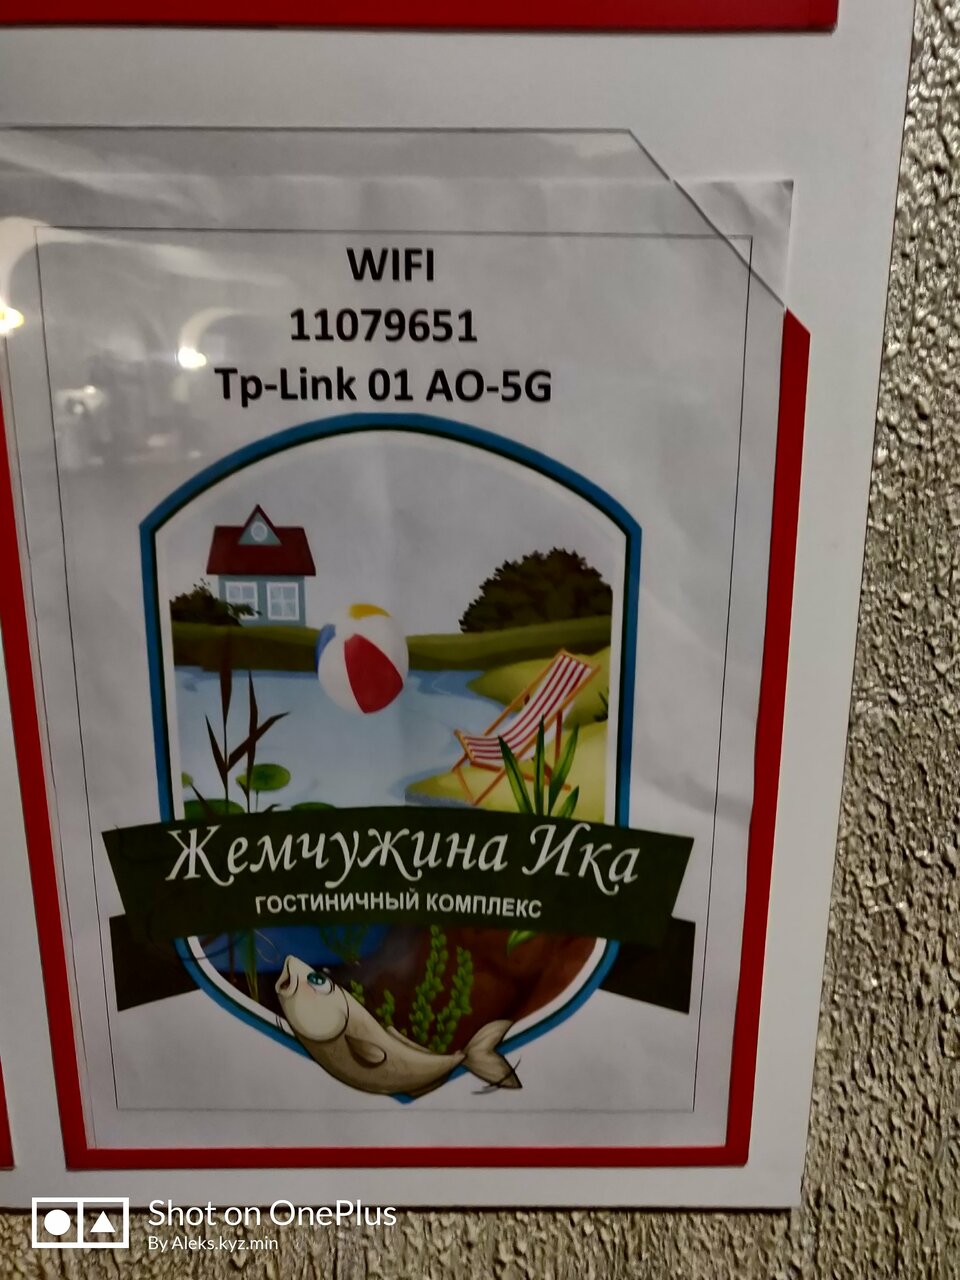 WIFI
11079651
Tp-Link 01 AO-5G
Жемчужина Ика
ГОСТИНИЧНЫЙ КОМПЛЕКС
Shot on OnePlus
By Aleks.kyz.min